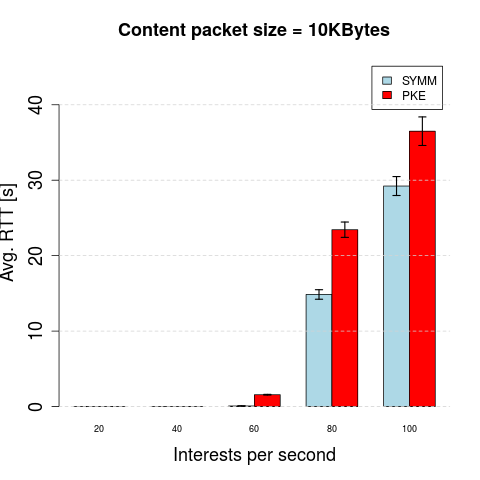 Content packet size = 10KBytes
SYMM
PKE
Avg. RTT [s]
40
30
20
10
0
20 40 60 80 100
Interests per second